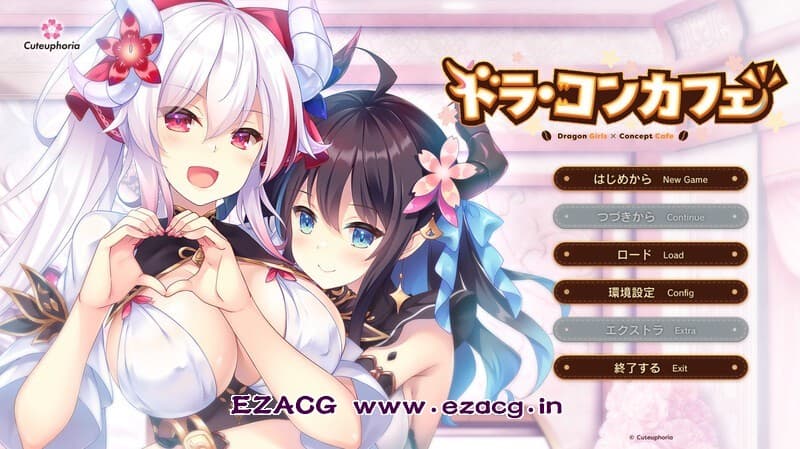 Cuteuphoria
ドラ・コンカフェ
Dragon Girls × Concept Cafe
はじめから New Game
つづきから Continue
ロード Load
環境設定 Config
エクストラ Extra
終了する Exit
EZACG www.ezacg.in
© Cuteuphoria